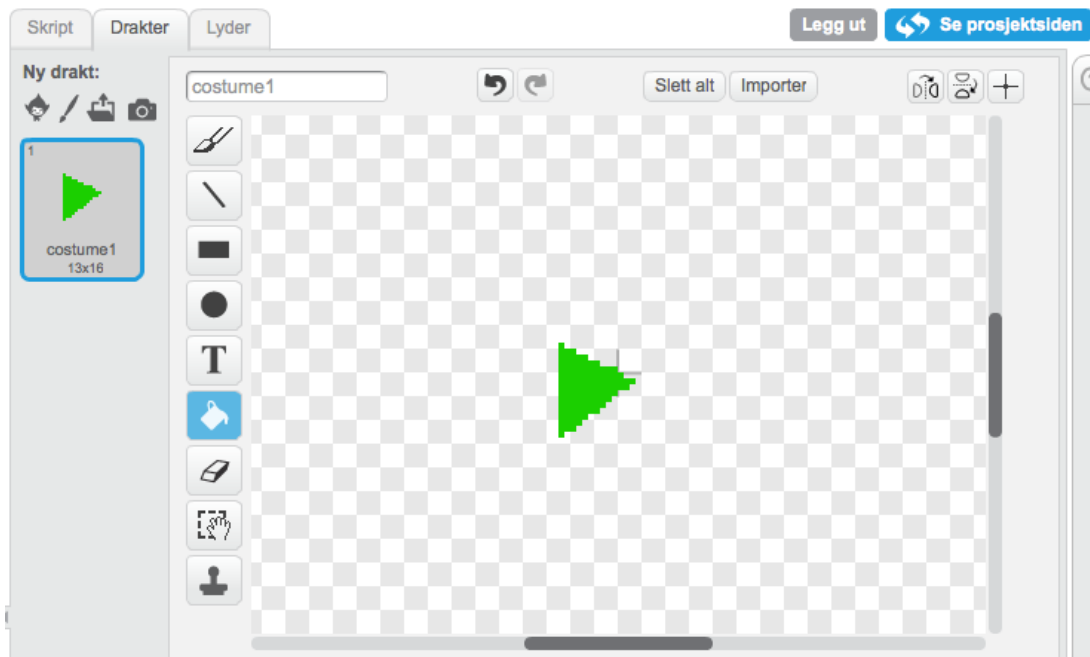 Skript Drakter Lyder Legg ut Se prosjektsiden
Ny drakt:
costume1 Slett alt Importer
1
costume1
13x16
T